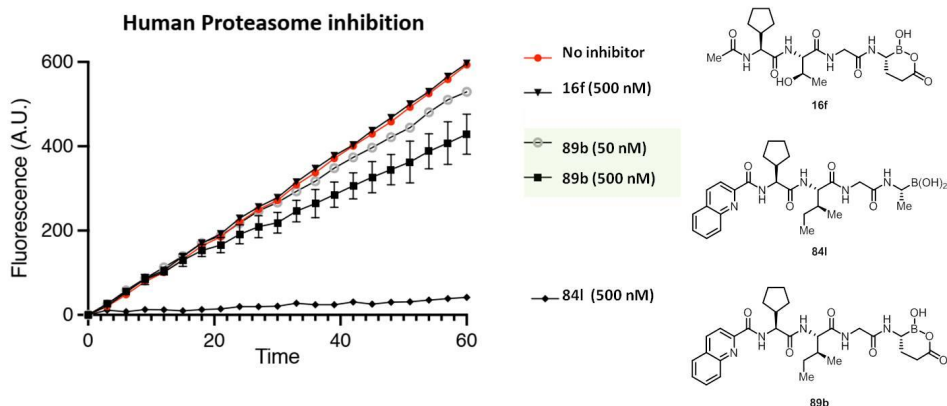 Human Proteasome inhibition
Fluorescence (A.U.)
600
400
200
0
0
20
40
60
Time
No inhibitor
16f (500 nM)
89b (50 nM)
89b (500 nM)
84l (500 nM)
Me
O
N
H
O
H
N
HO
Me
O
N
H
O
H
N
OH
B
O
O
16f
N
O
N
H
O
H
N
Me
Me
O
H
N
O
H
N
B(OH)2
Me
84l
N
O
N
H
O
H
N
Me
Me
O
H
N
O
H
N
OH
B
O
O
89b